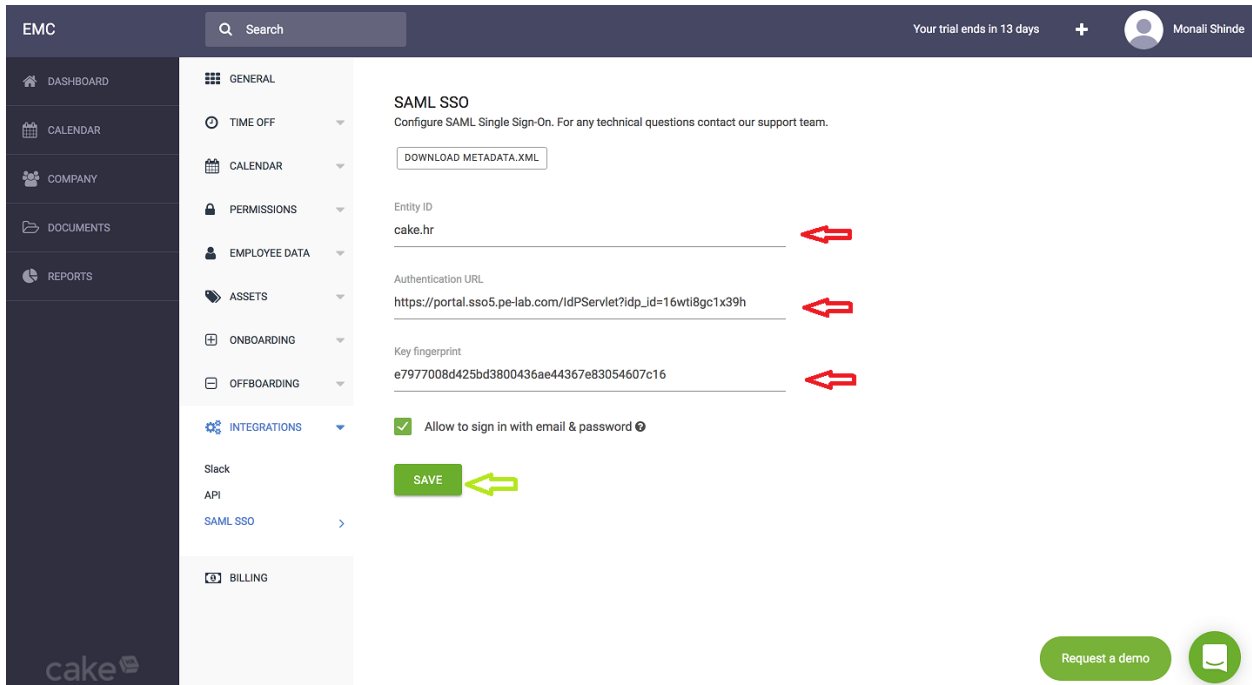 EMC
Search
Your trial ends in 13 days
Monali Shinde
DASHBOARD
CALENDAR
COMPANY
DOCUMENTS
REPORTS
cake
GENERAL
TIME OFF
CALENDAR
PERMISSIONS
EMPLOYEE DATA
ASSETS
ONBOARDING
OFFBOARDING
INTEGRATIONS
Slack
API
SAML SSO
BILLING
SAML SSO
Configure SAML Single Sign-On. For any technical questions contact our support team.
DOWNLOAD METADATA.XML
Entity ID
cake.hr
Authentication URL
https://portal.sso5.pe-lab.com/IdPServlet?idp_id=16wti8gc1x39h
Key fingerprint
e7977008d425bd3800436ae44367e83054607c16
Allow to sign in with email & password
SAVE
Request a demo